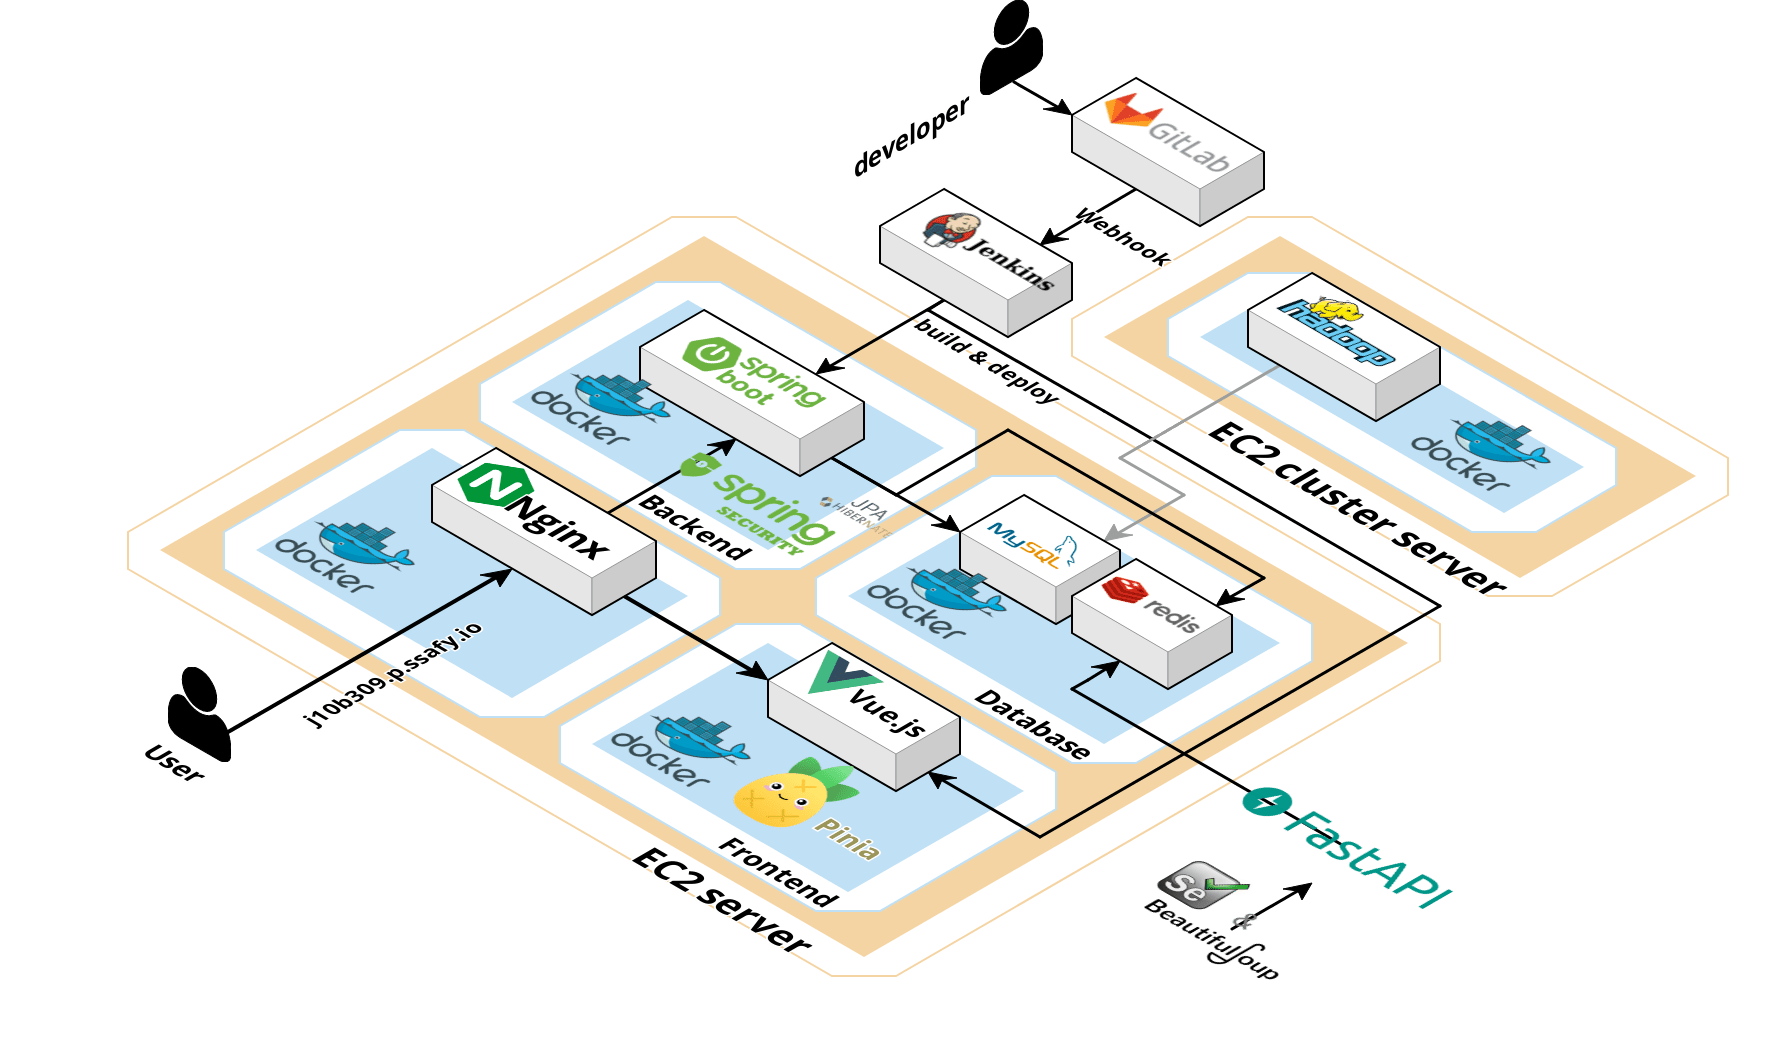 developer
GitLab
Webhook
Jenkins
build & deploy
hadoop
docker
EC2 cluster server
spring
boot
docker
spring
SECURITY
JPA
HIBERNATE
Backend
Nginx
docker
j10b309.p.ssafy.io
User
MySQL
redis
docker
Database
Vue.js
docker
Pinia
Frontend
EC2 server
FastAPI
Se
&
BeautifulSoup